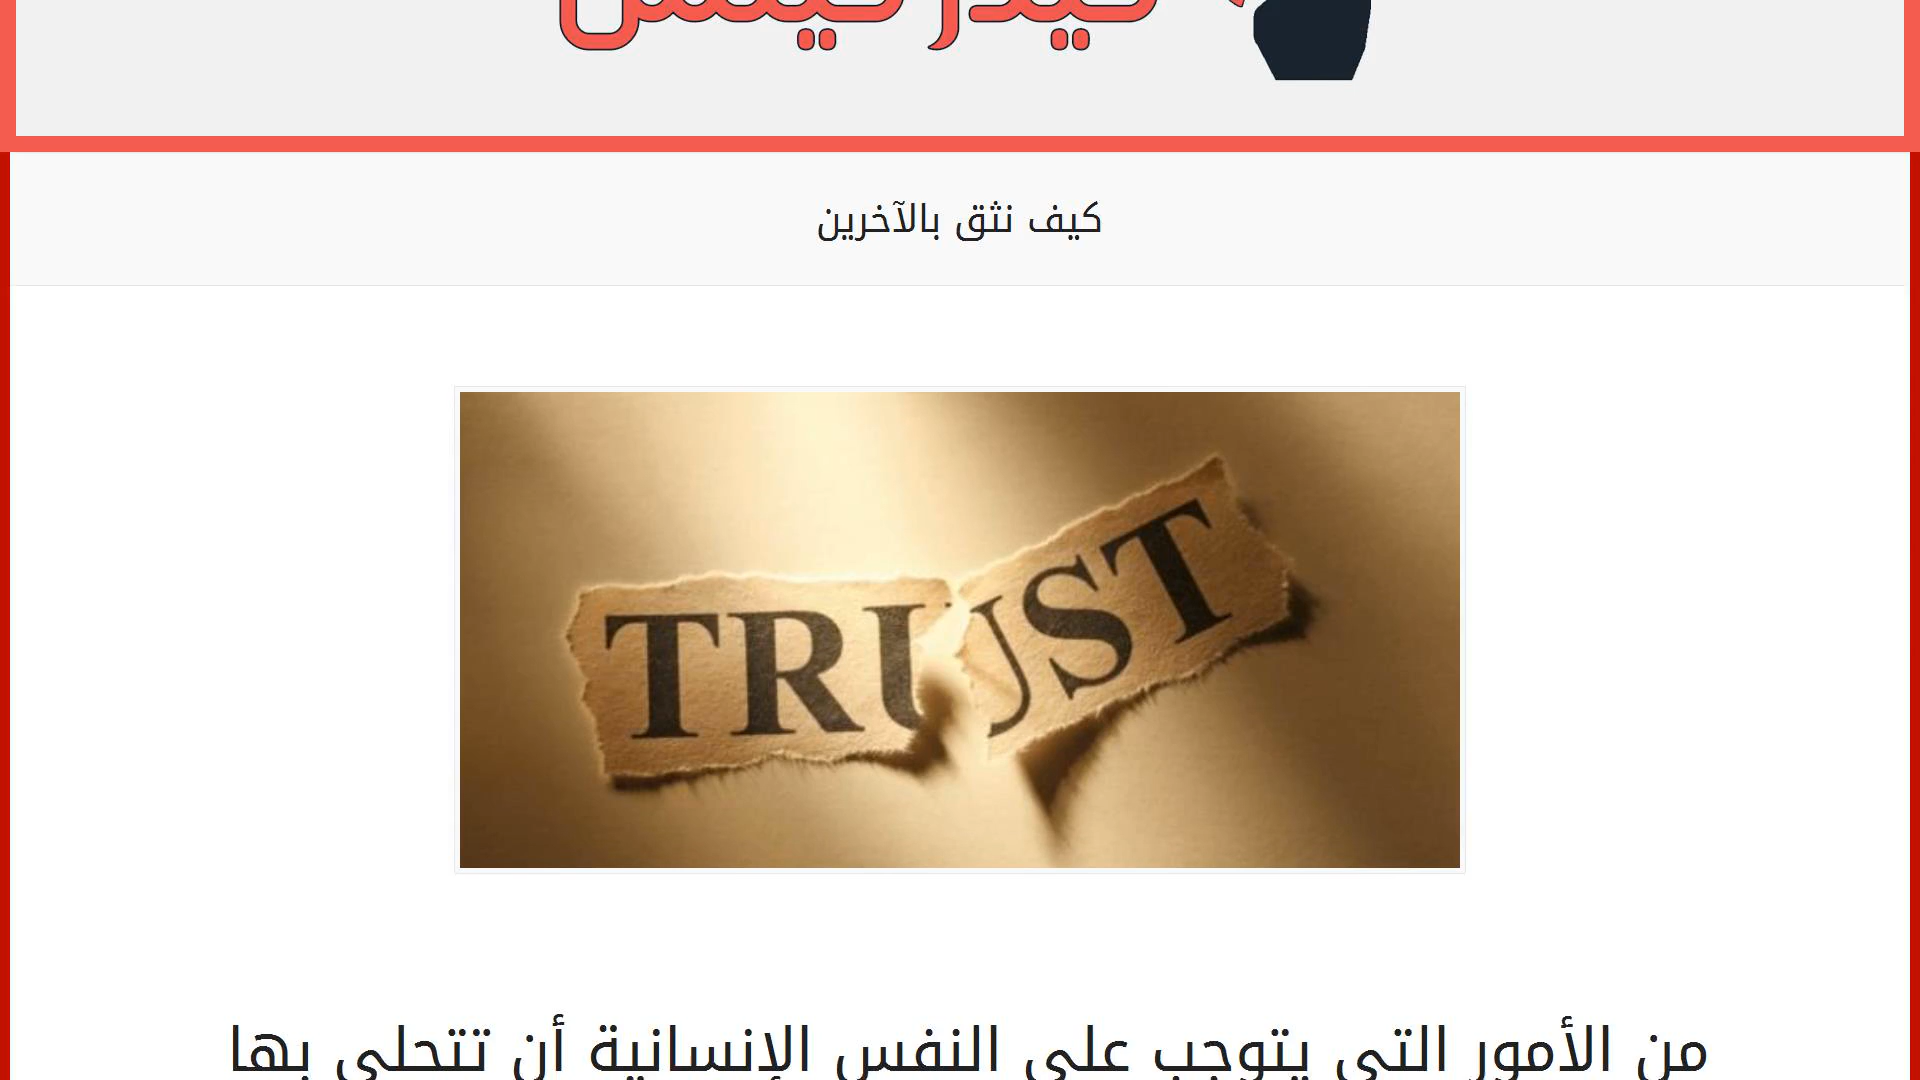 كيف نثق بالآخرين
TRUST
من الأمور التي يتوجب على النفس الإنسانية أن تتحلى بها